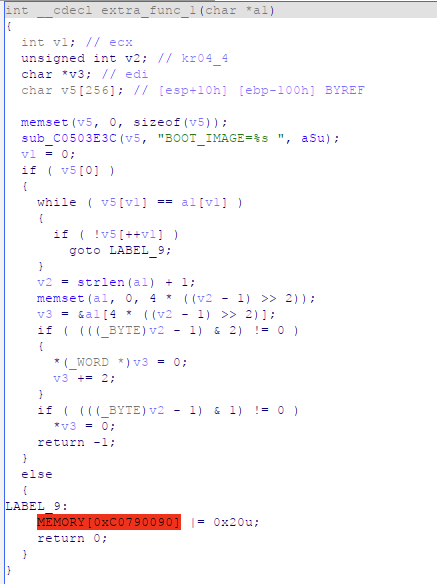 int __cdecl extra_func_1(char *a1)
{
  int v1; // ecx
  unsigned int v2; // kr04_4
  char *v3; // edi
  char v5[256]; // [esp+10h] [ebp-100h] BYREF

  memset(v5, 0, sizeof(v5));
  sub_C0503E3C(v5, "BOOT_IMAGE=%s ", aSu);
  v1 = 0;
  if ( v5[0] )
  {
    while ( v5[v1] == a1[v1] )
    {
      if ( !v5[++v1] )
        goto LABEL_9;
    }
    v2 = strlen(a1) + 1;
    memset(a1, 0, 4 * ((v2 - 1) >> 2));
    v3 = &a1[4 * ((v2 - 1) >> 2)];
    if ( (((_BYTE)v2 - 1) & 2) != 0 )
    {
      *(_WORD *)v3 = 0;
      v3 += 2;
    }
    if ( (((_BYTE)v2 - 1) & 1) != 0 )
      *v3 = 0;
    return -1;
  }
  else
  {
LABEL_9:
    MEMORY[0xC0790090] |= 0x20u;
    return 0;
  }
}